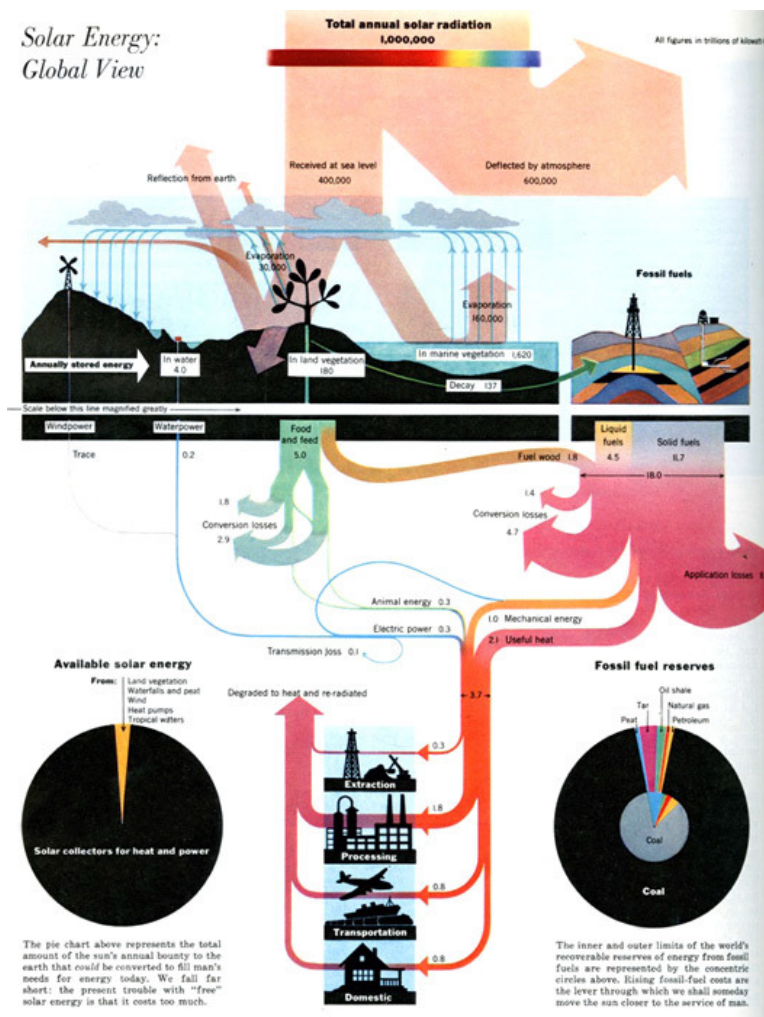 Solar Energy:
Global View
Total annual solar radiation
1,000,000
All figures in trillions of
Reflection from earth
Received at sea level
400,000
Deflected by atmosphere
600,000
Evaporation
30,000
Evaporation
160,000
Fossil fuels
Annually stored energy
In water
4.0
In land vegetation
180
In marine vegetation 1,620
Decay 137
Scale below this line magnified greatly
Windpower
Waterpower
Food
and feed
5.0
Liquid
fuels
4.5
Solid fuels
11.7
Trace
0.2
Fuel wood 1.8
18.0
1.8
Conversion losses
2.9
1.4
Conversion losses
4.7
Application losses
Animal energy 0.3
1.0 Mechanical energy
Electric power 0.3
2.1 Useful heat
Transmission loss 0.1
Degraded to heat and re-radiated
3.7
0.3
Extraction
1.8
Processing
0.8
Transportation
0.8
Domestic
Available solar energy
From:
Land vegetation
Waterfalls and peat
Wind
Heat pumps
Tropical waters
Solar collectors for heat and power
The pie chart above represents the total
amount of the sun's annual bounty to the
earth that could be converted to fill man's
needs for energy today. We fall far
short: the present trouble with "free"
solar energy is that it costs too much.
Fossil fuel reserves
Oil shale
Tar
Natural gas
Peat
Petroleum
Coal
Coal
The inner and outer limits of the world's
recoverable reserves of energy from fossil
fuels are represented by the concentric
circles above. Rising fossil-fuel costs are
the lever through which we shall someday
move the sun closer to the service of man.